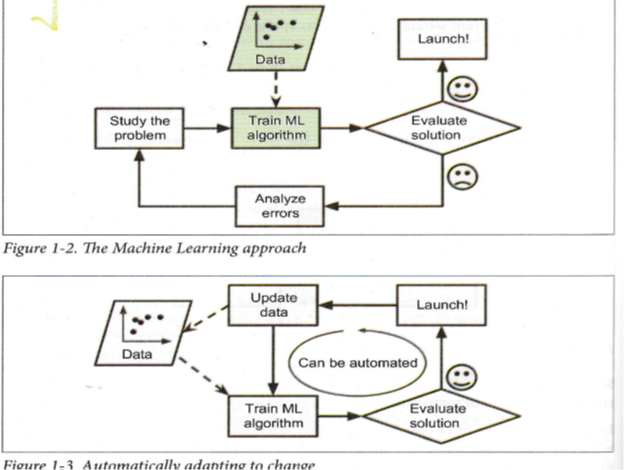 Data
Launch!
Study the
problem
Train ML
algorithm
Evaluate
solution
Analyze
errors
Figure 1-2. The Machine Learning approach
Update
data
Launch!
Data
Can be automated
Train ML
algorithm
Evaluate
solution
Figure 1-3. Automatically adapting to change